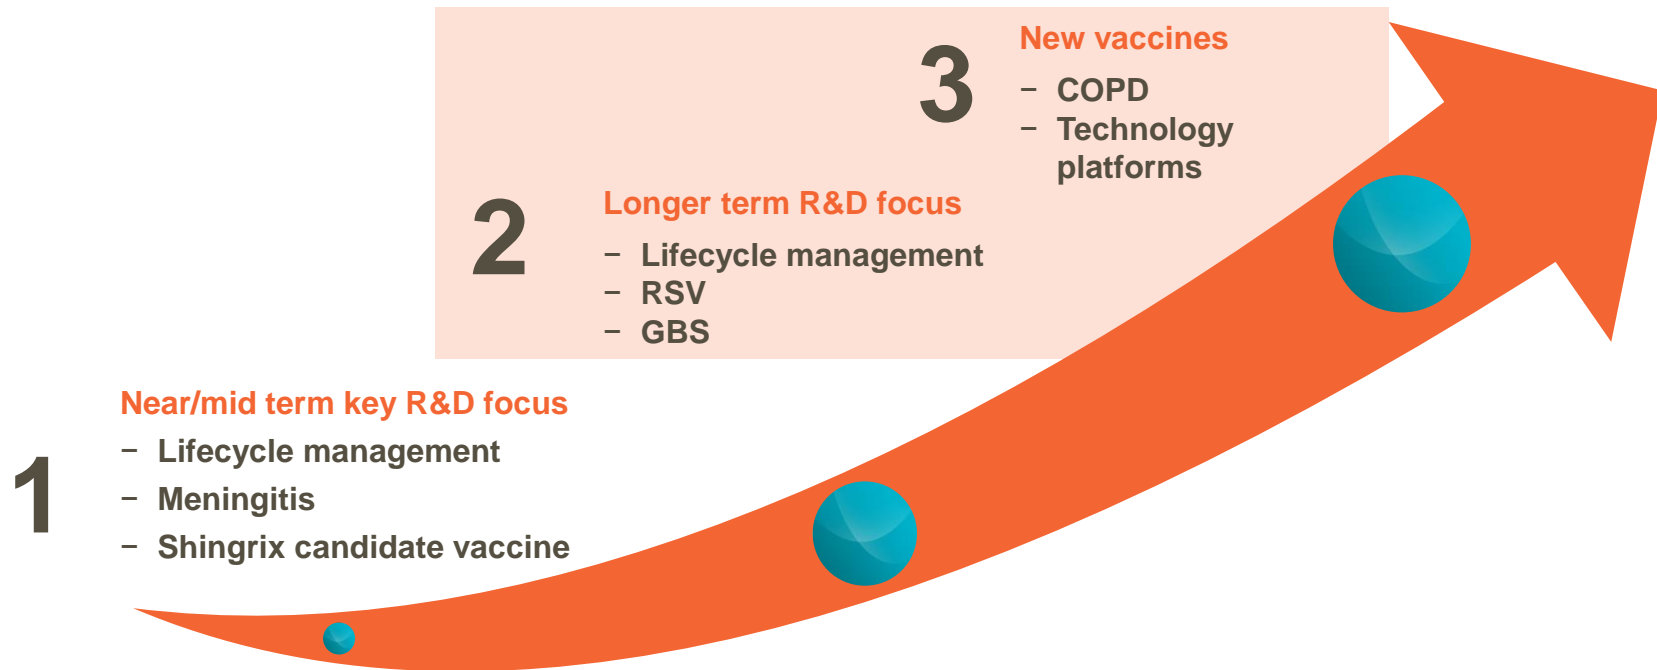 3
New vaccines
− COPD
− Technology
platforms
2
Longer term R&D focus
− Lifecycle management
− RSV
− GBS
1
Near/mid term key R&D focus
− Lifecycle management
− Meningitis
− Shingrix candidate vaccine